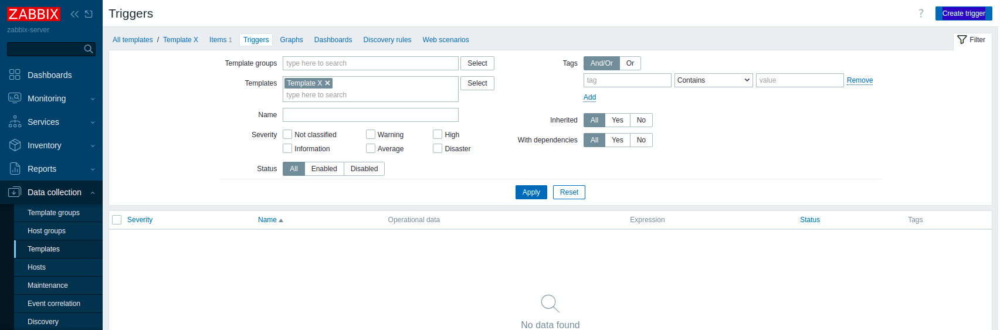 ZABBIX
zabbix-server
Dashboards
Monitoring
Services
Inventory
Reports
Data collection
Template groups
Host groups
Templates
Hosts
Maintenance
Event correlation
Discovery
Triggers
?
Create trigger
All templates / Template X Items 1 Triggers Graphs Dashboards Discovery rules Web scenarios
Filter
Template groups type here to search Select
Templates Template X Select
type here to search
Name
Severity Not classified Warning High
Information Average Disaster
Status All Enabled Disabled
Tags And/Or Or
tag Contains value Remove
Add
Inherited All Yes No
With dependencies All Yes No
Apply Reset
Severity Name Operational data Expression Status Tags
No data found